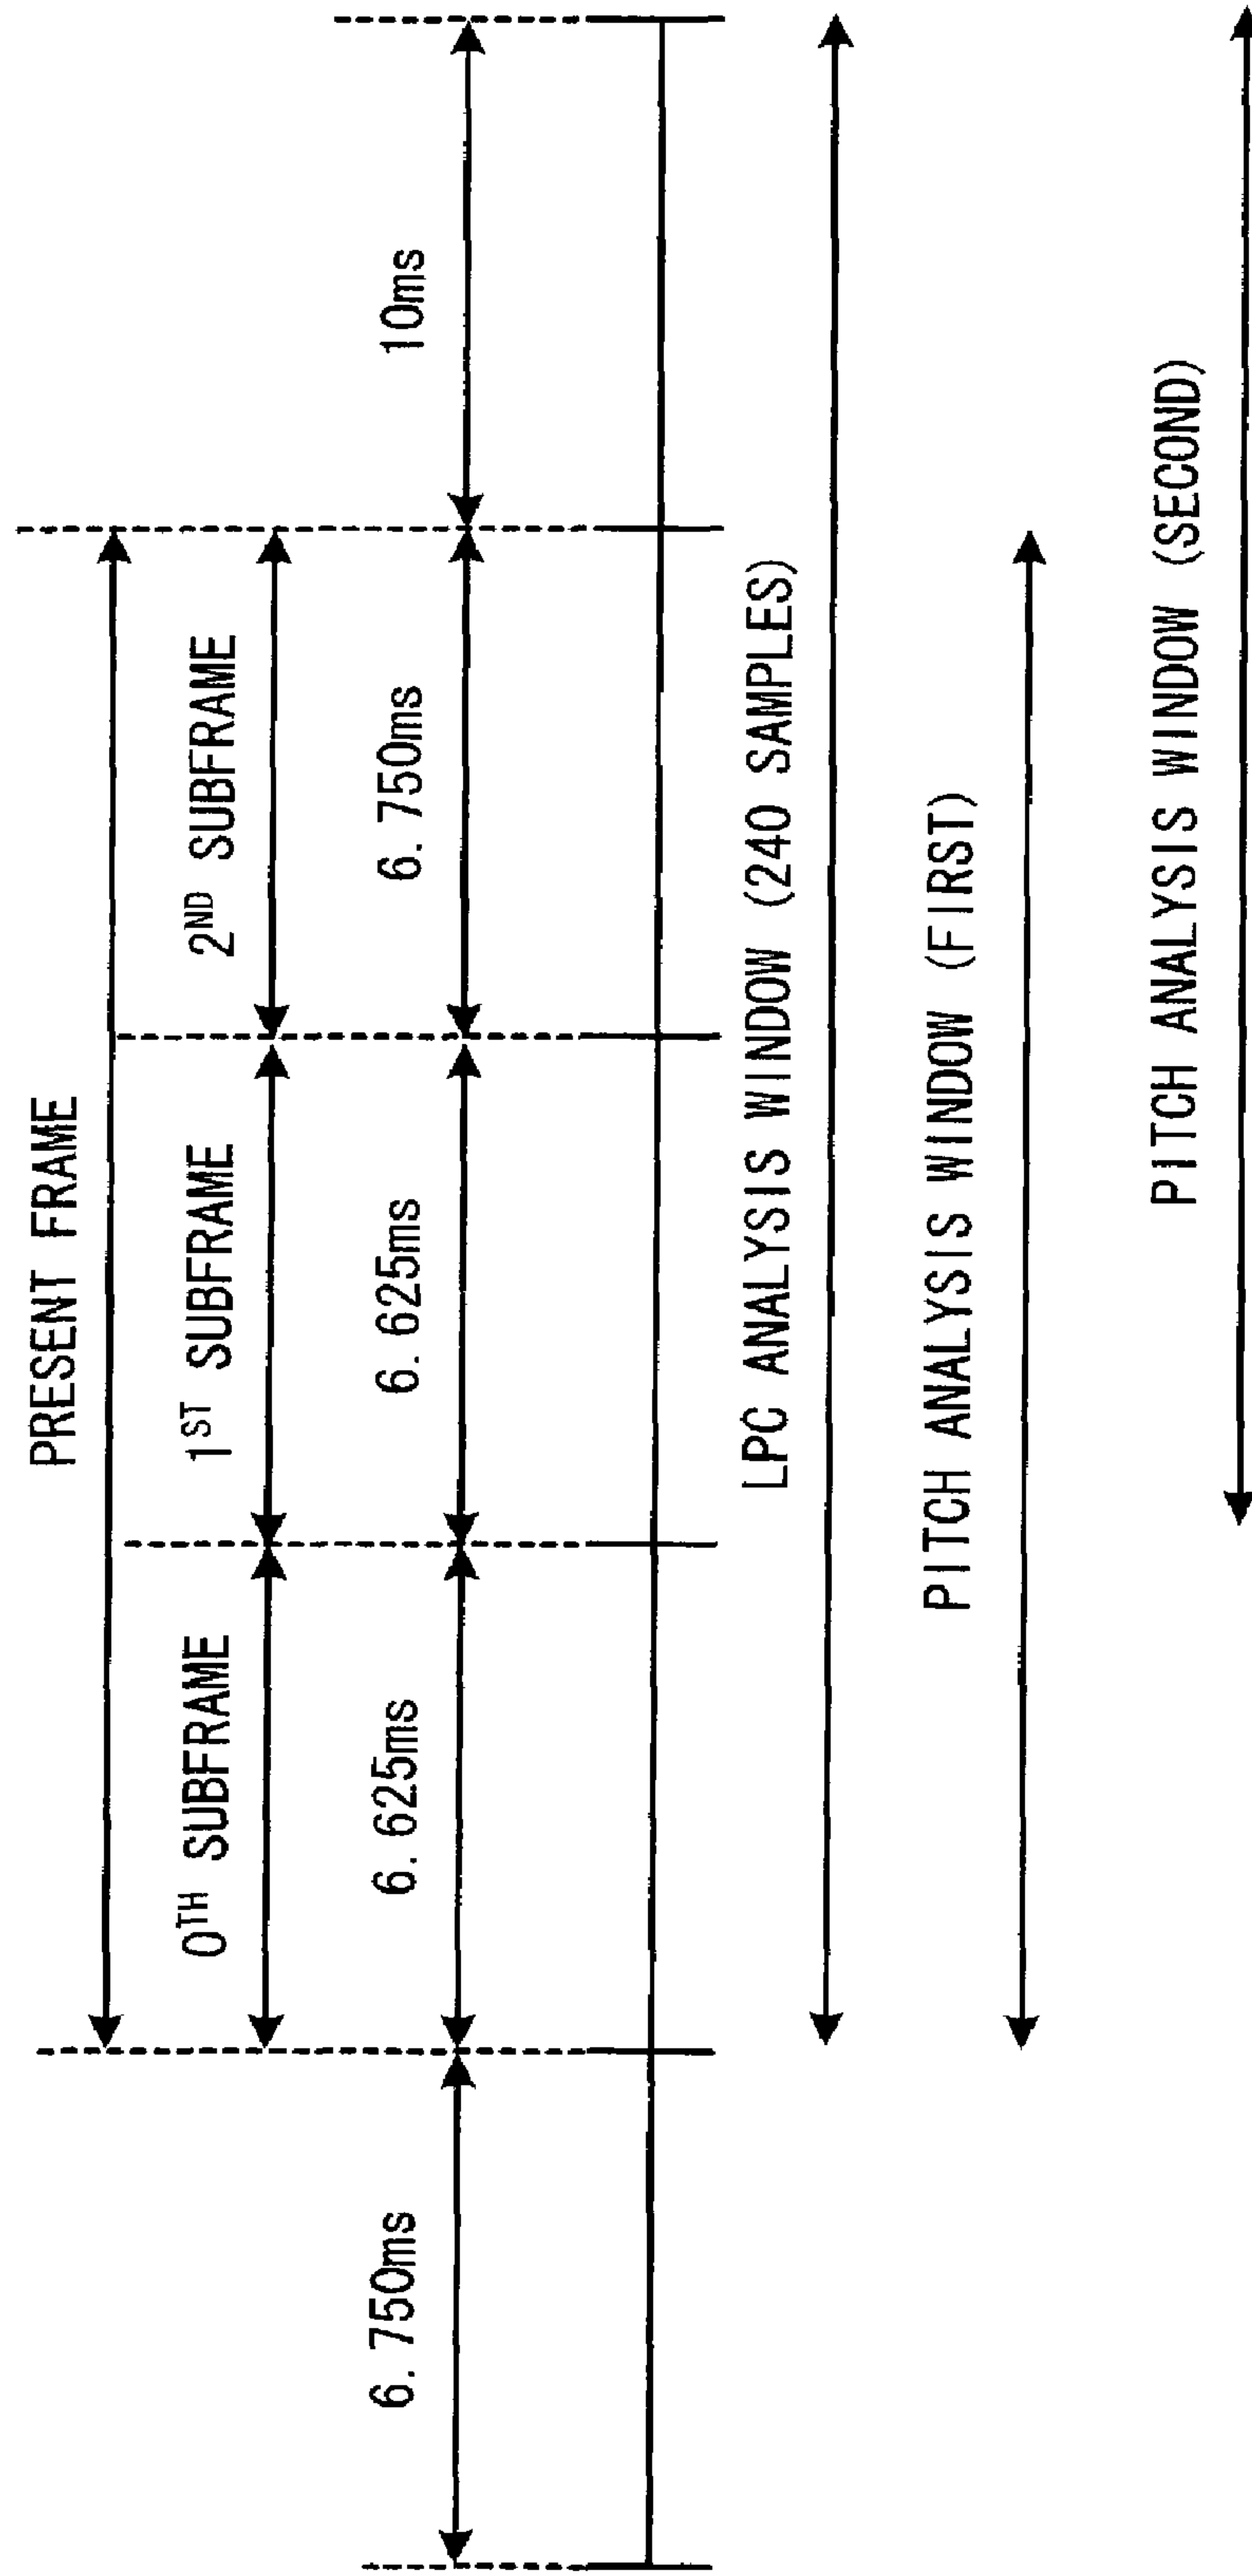 PRESENT FRAME
0TH SUBFRAME
1ST SUBFRAME
2ND SUBFRAME
6. 750ms
6. 625ms
6. 625ms
6. 750ms
10ms
LPC ANALYSIS WINDOW (240 SAMPLES)
PITCH ANALYSIS WINDOW (FIRST)
PITCH ANALYSIS WINDOW (SECOND)